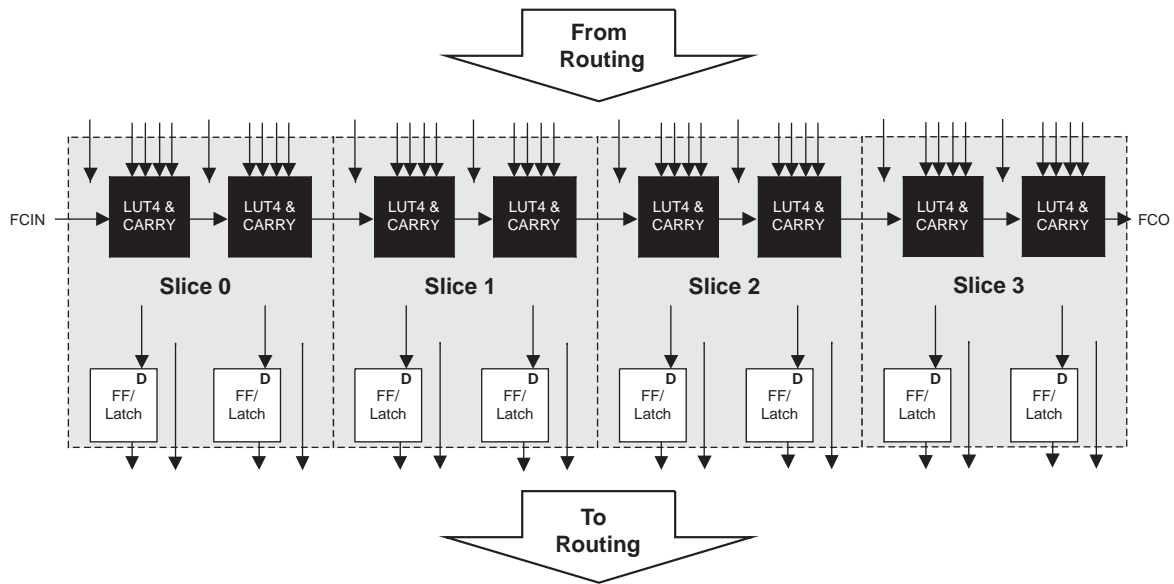 From
Routing
FCIN
LUT4 &
CARRY
LUT4 &
CARRY
LUT4 &
CARRY
LUT4 &
CARRY
LUT4 &
CARRY
LUT4 &
CARRY
LUT4 &
CARRY
LUT4 &
CARRY
FCO
Slice 0
Slice 1
Slice 2
Slice 3
D
FF/
Latch
D
FF/
Latch
D
FF/
Latch
D
FF/
Latch
D
FF/
Latch
D
FF/
Latch
D
FF/
Latch
D
FF/
Latch
To
Routing